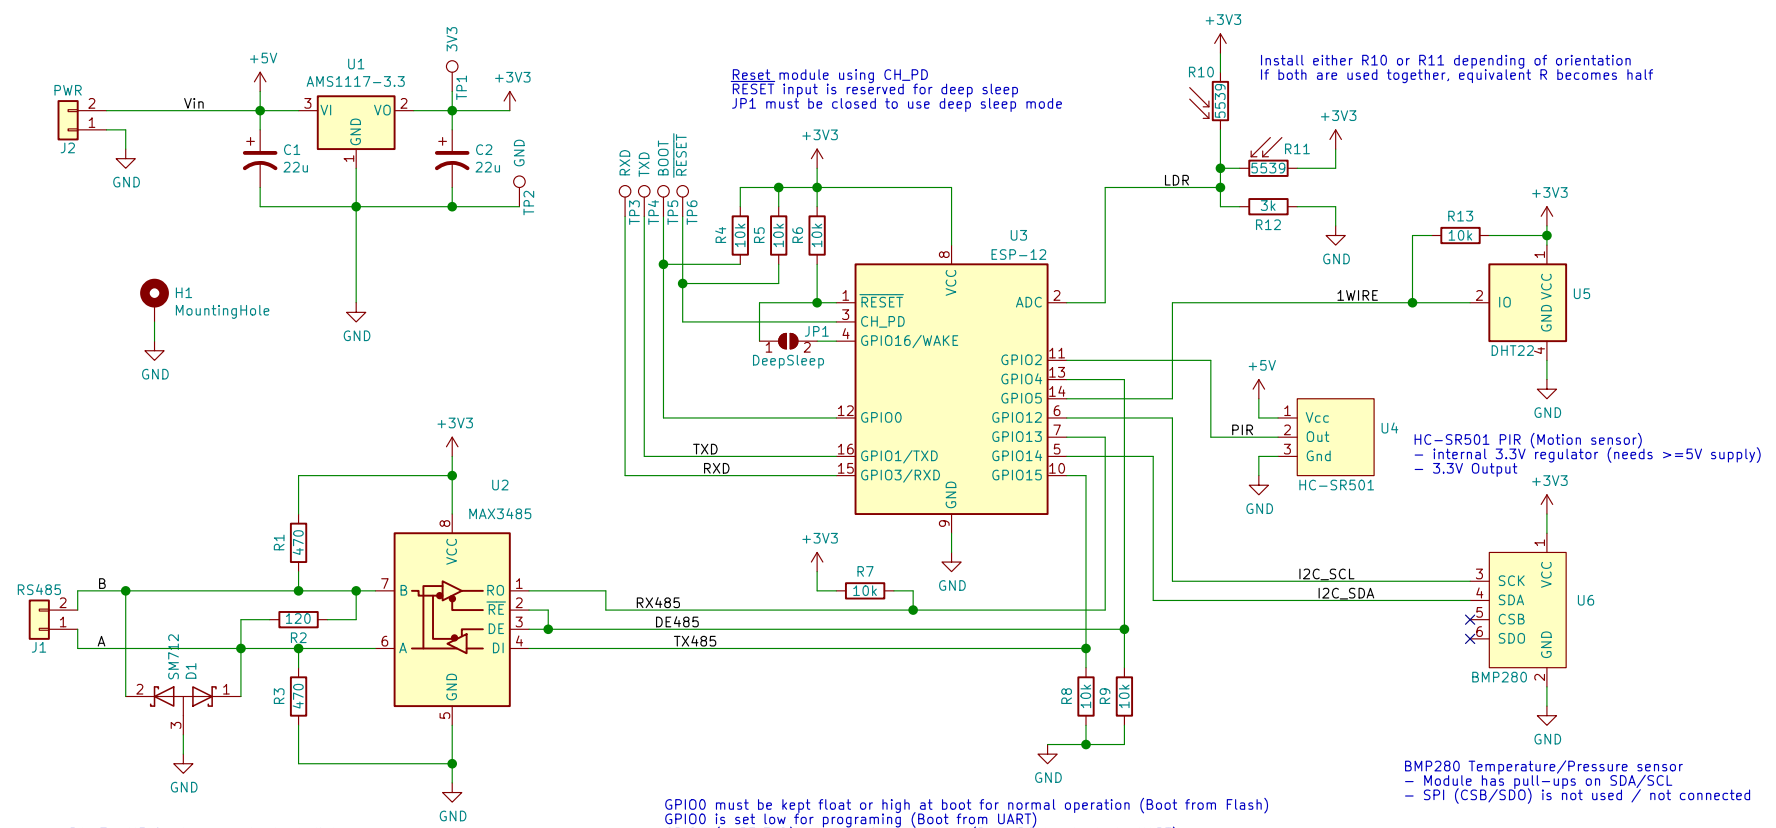 PWR
2
1
J2
GND
Vin
+5V
C1
22u
U1
AMS1117-3.3
3
VI
VO
2
GND
1
3V3
TP1
+3V3
C2
22u
GND
TP2
GND
H1
MountingHole
GND
Reset module using CH_PD
RESET input is reserved for deep sleep
JP1 must be closed to use deep sleep mode
RXD
TXD
BOOT
RESET
TP3
TP4
TP5
TP6
+3V3
R4
10k
R5
10k
R6
10k
JP1
1
2
DeepSleep
U3
ESP-12
8
VCC
1
RESET
3
CH_PD
4
GPIO16/WAKE
12
GPIO0
TXD
16
GPIO1/TXD
RXD
15
GPIO3/RXD
ADC
2
GPIO2
11
GPIO4
13
GPIO5
14
GPIO12
6
GPIO13
7
GPIO14
5
GPIO15
10
GND
9
GND
+3V3
R10
5539
Install either R10 or R11 depending of orientation
If both are used together, equivalent R becomes half
+3V3
R11
5539
LDR
3k
R12
GND
+3V3
R13
10k
1WIRE
1
2
IO
VCC
GND
U5
DHT22
4
GND
+5V
PIR
1
Vcc
2
Out
3
Gnd
U4
HC-SR501
GND
HC-SR501 PIR (Motion sensor)
- internal 3.3V regulator (needs >=5V supply)
- 3.3V Output
+3V3
1
VCC
I2C_SCL
3
SCK
I2C_SDA
4
SDA
5
CSB
6
SDO
GND
U6
BMP280
2
GND
BMP280 Temperature/Pressure sensor
- Module has pull-ups on SDA/SCL
- SPI (CSB/SDO) is not used / not connected
+3V3
U2
MAX3485
8
VCC
R1
470
RS485
2
1
J1
B
A
120
R2
7
B
6
A
RO
1
RE
2
DE
3
DI
4
GND
5
SM712
D1
2
1
3
GND
R3
470
GND
+3V3
R7
10k
RX485
DE485
TX485
R8
10k
R9
10k
GND
GPIO0 must be kept float or high at boot for normal operation (Boot from Flash)
GPIO0 is set low for programing (Boot from UART)